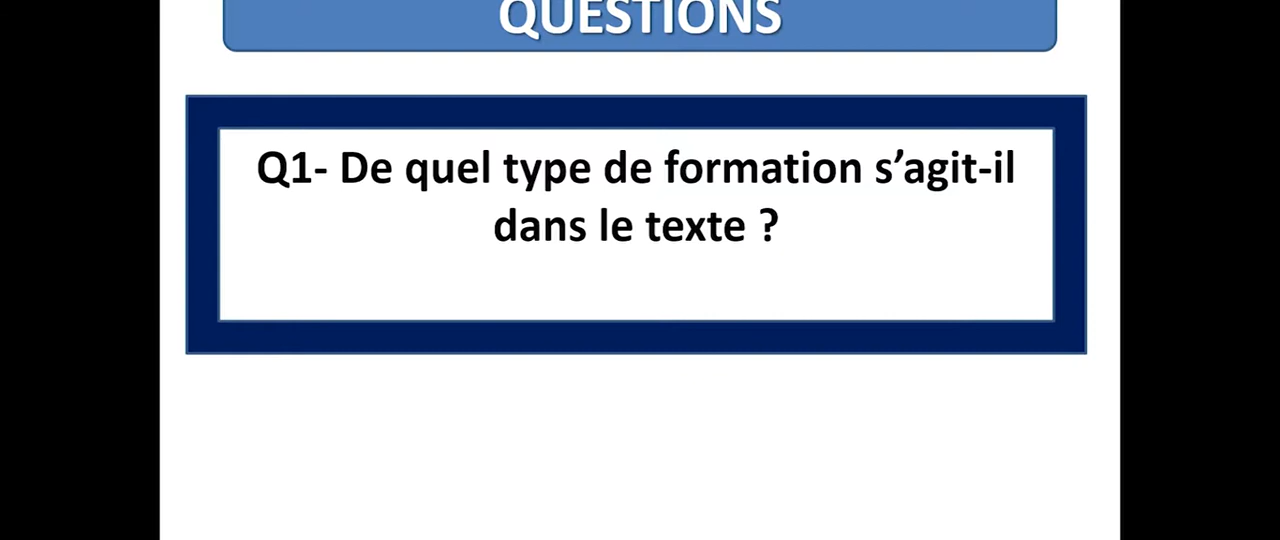 QUESTIONS
Q1- De quel type de formation s’agit-il
dans le texte ?